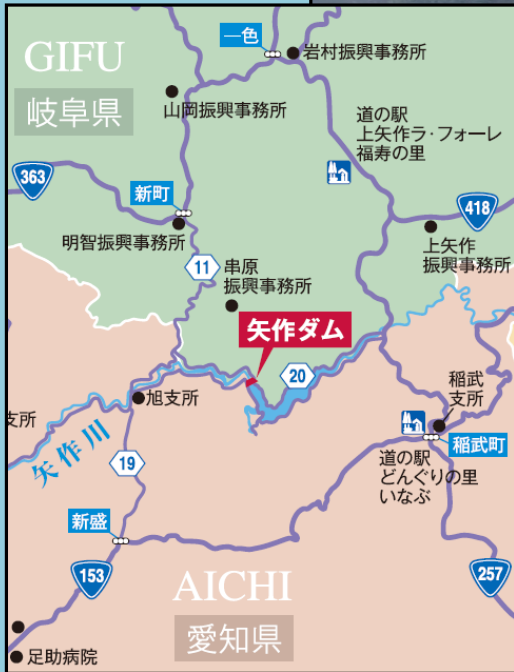 GIFU
岐阜県
一色
岩村振興事務所
山岡振興事務所
道の駅
上矢作ラ・フォーレ
福寿の里
363
新町
418
明智振興事務所
11
串原
振興事務所
上矢作
振興事務所
矢作ダム
20
旭支所
支所
矢作川
19
稲武
支所
稲武町
道の駅
どんぐりの里
いなぶ
新盛
153
257
AICHI
愛知県
足助病院